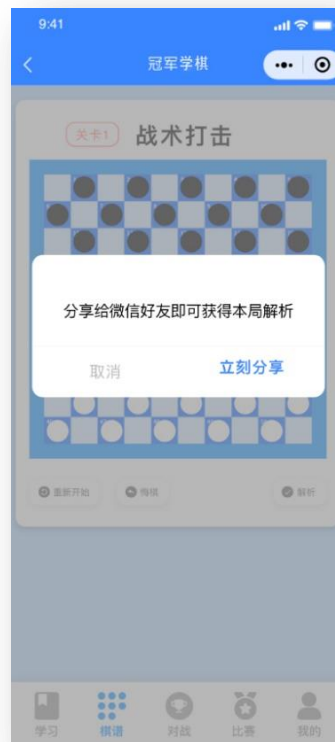 9:41
冠军学棋
关卡1
战术打击
分享给微信好友即可获得本局解析
取消
立刻分享
重新开始
悔棋
解析
学习
棋谱
对战
比赛
我的